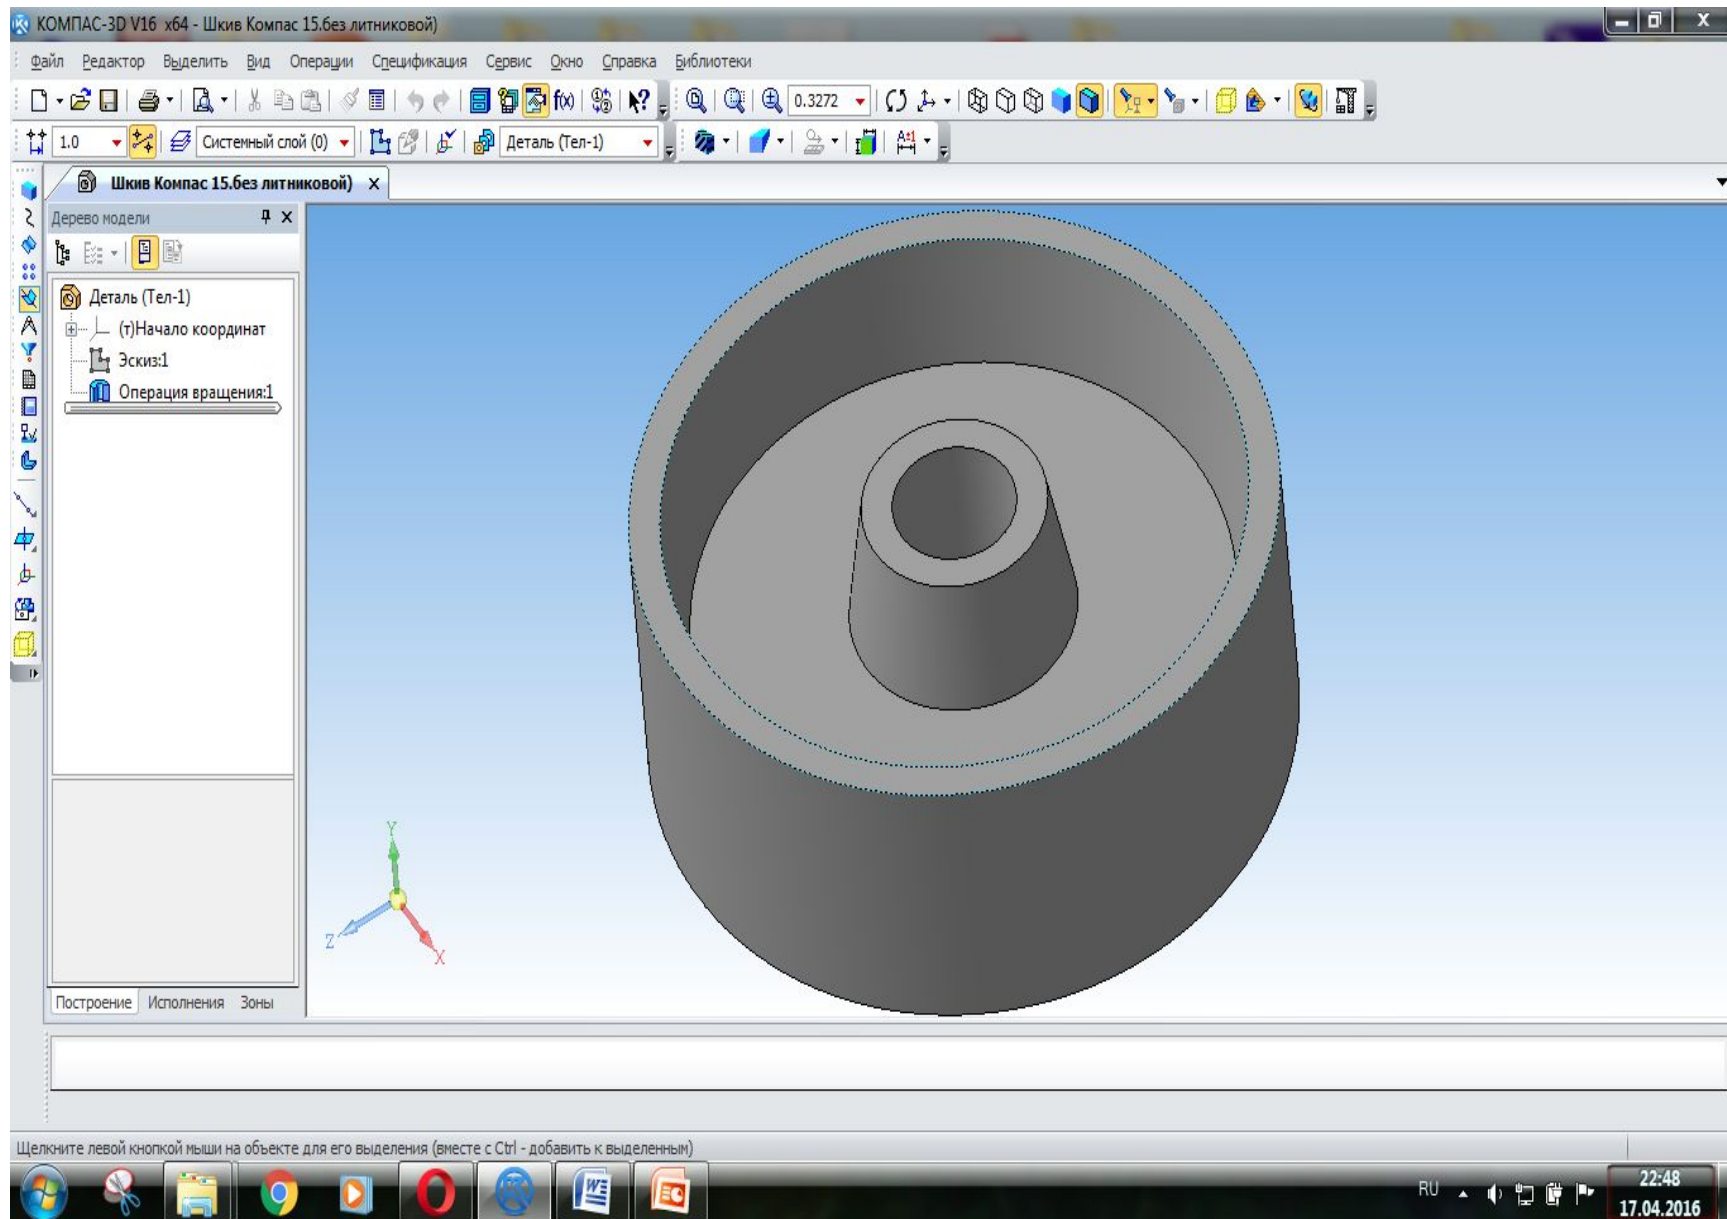 КОМПАС-3D V16 x64 - Шкив Компас 15.без литниковой)
Файл Редактор Выделить Вид Операции Спецификация Сервис Окно Справка Библиотеки
f(x) 0.3272
1.0 Системный слой (0) Деталь (Тел-1)
Шкив Компас 15.без литниковой) x
Дерево модели
Деталь (Тел-1)
(т)Начало координат
Эскиз:1
Операция вращения:1
Y
Z
X
Построение Исполнения Зоны
Щелкните левой кнопкой мыши на объекте для его выделения (вместе с Ctrl - добавить к выделенным)
RU
22:48
17.04.2016